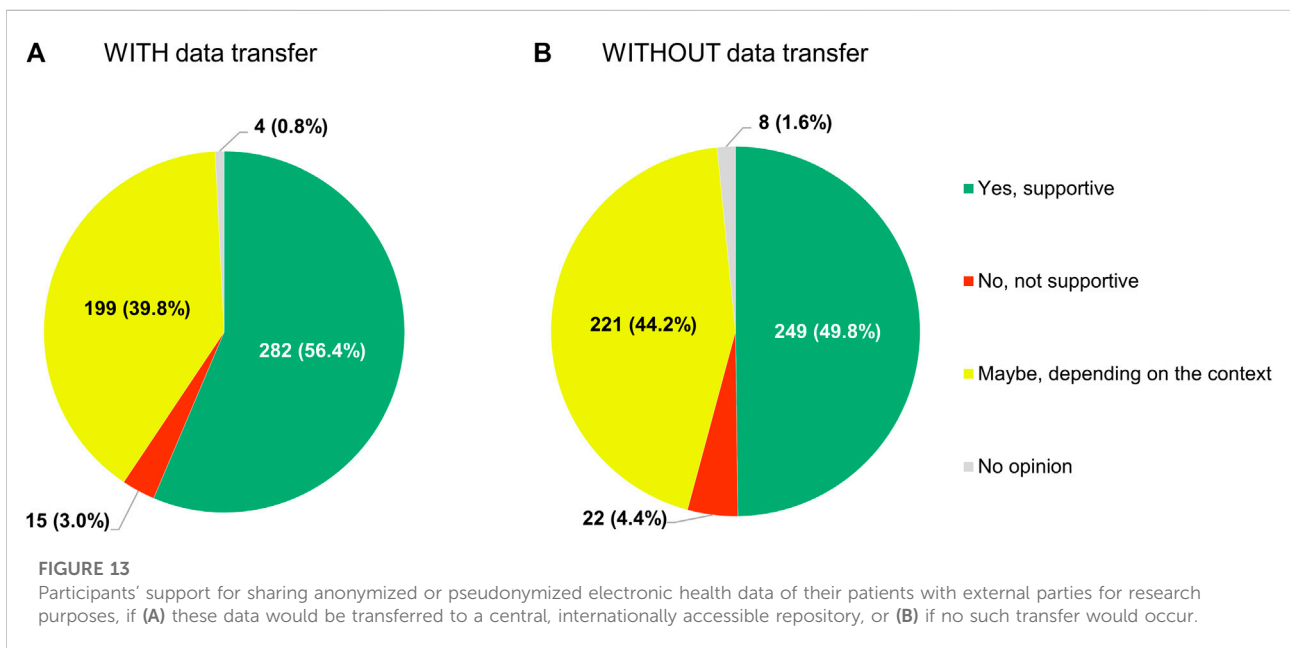 A WITH data transfer
4 (0.8%)
199 (39.8%)
282 (56.4%)
15 (3.0%)
B WITHOUT data transfer
8 (1.6%)
221 (44.2%)
249 (49.8%)
22 (4.4%)
Yes, supportive
No, not supportive
Maybe, depending on the context
No opinion
FIGURE 13
Participants' support for sharing anonymized or pseudonymized electronic health data of their patients with external parties for research
purposes, if (A) these data would be transferred to a central, internationally accessible repository, or (B) if no such transfer would occur.